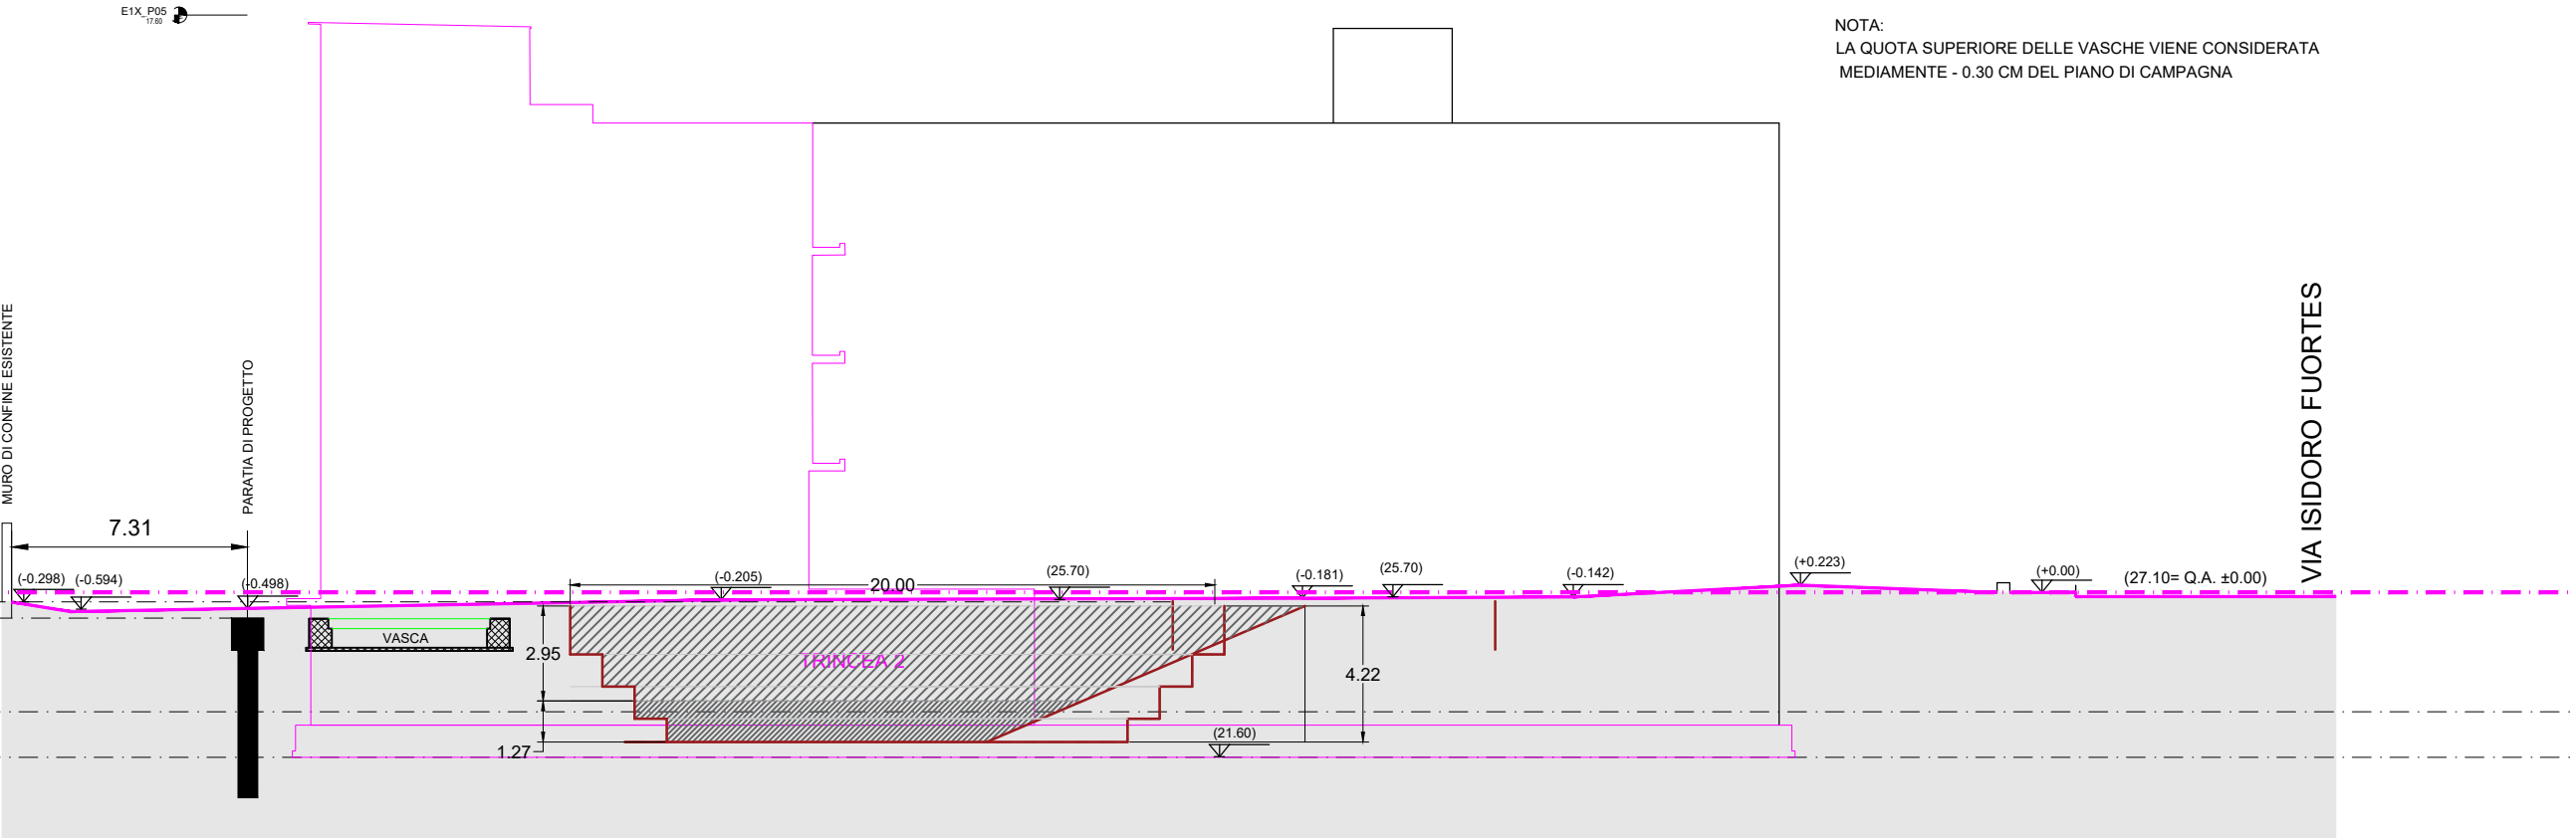 E1X_P05
17.60
NOTA:
LA QUOTA SUPERIORE DELLE VASCHE VIENE CONSIDERATA
MEDIAMENTE - 0.30 CM DEL PIANO DI CAMPAGNA
MURO DI CONFINE ESISTENTE
PARATIA DI PROGETTO
VIA ISIDORO FUORTES
7.31
(-0.298) (-0.594)
(-0.498)
(-0.205)
20.00
(25.70)
(-0.181)
(25.70)
(-0.142)
(+0.223)
(+0.00)
(27.10= Q.A. ±0.00)
VASCA
2.95
TRINCEA 2
4.22
1.27
(21.60)